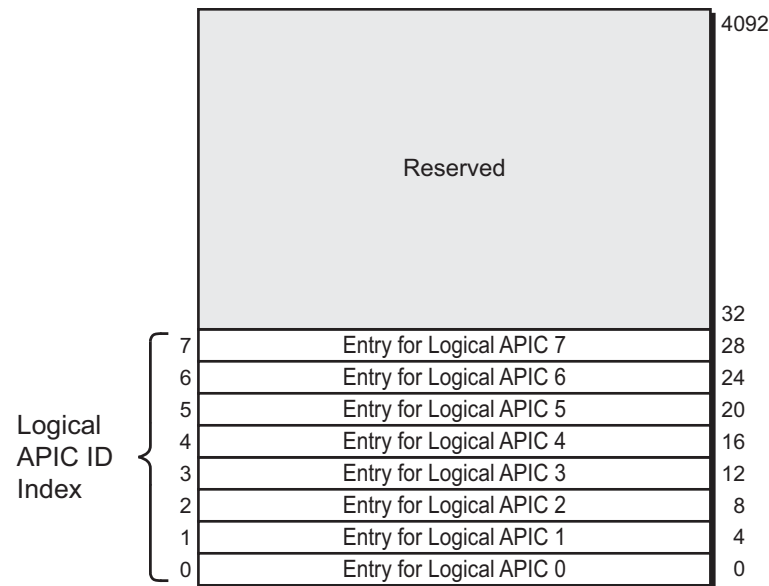 4092
Reserved
32
7 Entry for Logical APIC 7 28
6 Entry for Logical APIC 6 24
5 Entry for Logical APIC 5 20
Logical
APIC ID
Index
4 Entry for Logical APIC 4 16
3 Entry for Logical APIC 3 12
2 Entry for Logical APIC 2 8
1 Entry for Logical APIC 1 4
0 Entry for Logical APIC 0 0